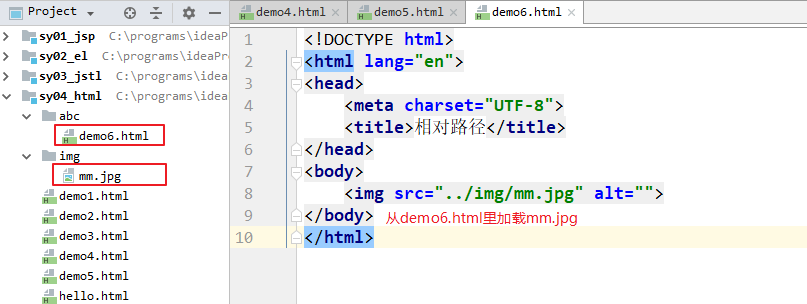 Project
demo4.html
demo5.html
demo6.html
sy01_jsp C:\programs\ideaPro
sy02_el C:\programs\ideaPro
sy03_jstl C:\programs\idea
sy04_html C:\programs\idea
abc
demo6.html
img
mm.jpg
demo1.html
demo2.html
demo3.html
demo4.html
demo5.html
hello.html
1 <!DOCTYPE html>
2 <html lang="en">
3 <head>
4 <meta charset="UTF-8">
5 <title>相对路径</title>
6 </head>
7 <body>
8 <img src="../img/mm.jpg" alt="">
9 </body> 从demo6.html里加载mm.jpg
10 </html>